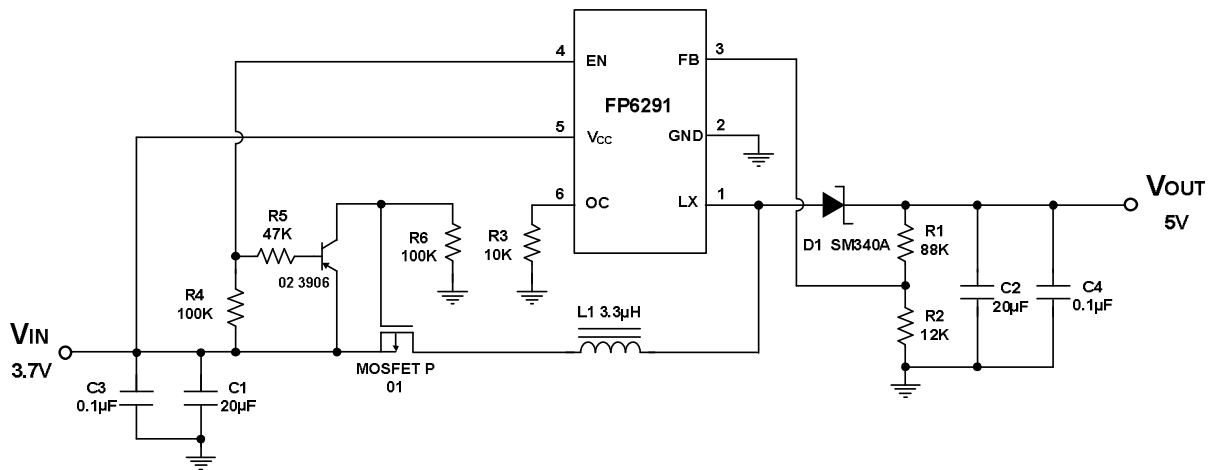 4
EN
FB
3
FP6291
5
VCC
GND
2
6
OC
LX
1
VOUT
5V
R5
47K
R6
100K
R3
10K
D1 SM340A
R1
88K
02 3906
R4
100K
C2
20µF
C4
0.1µF
L1 3.3µH
R2
12K
VIN
3.7V
MOSFET P
01
C3
0.1µF
C1
20µF